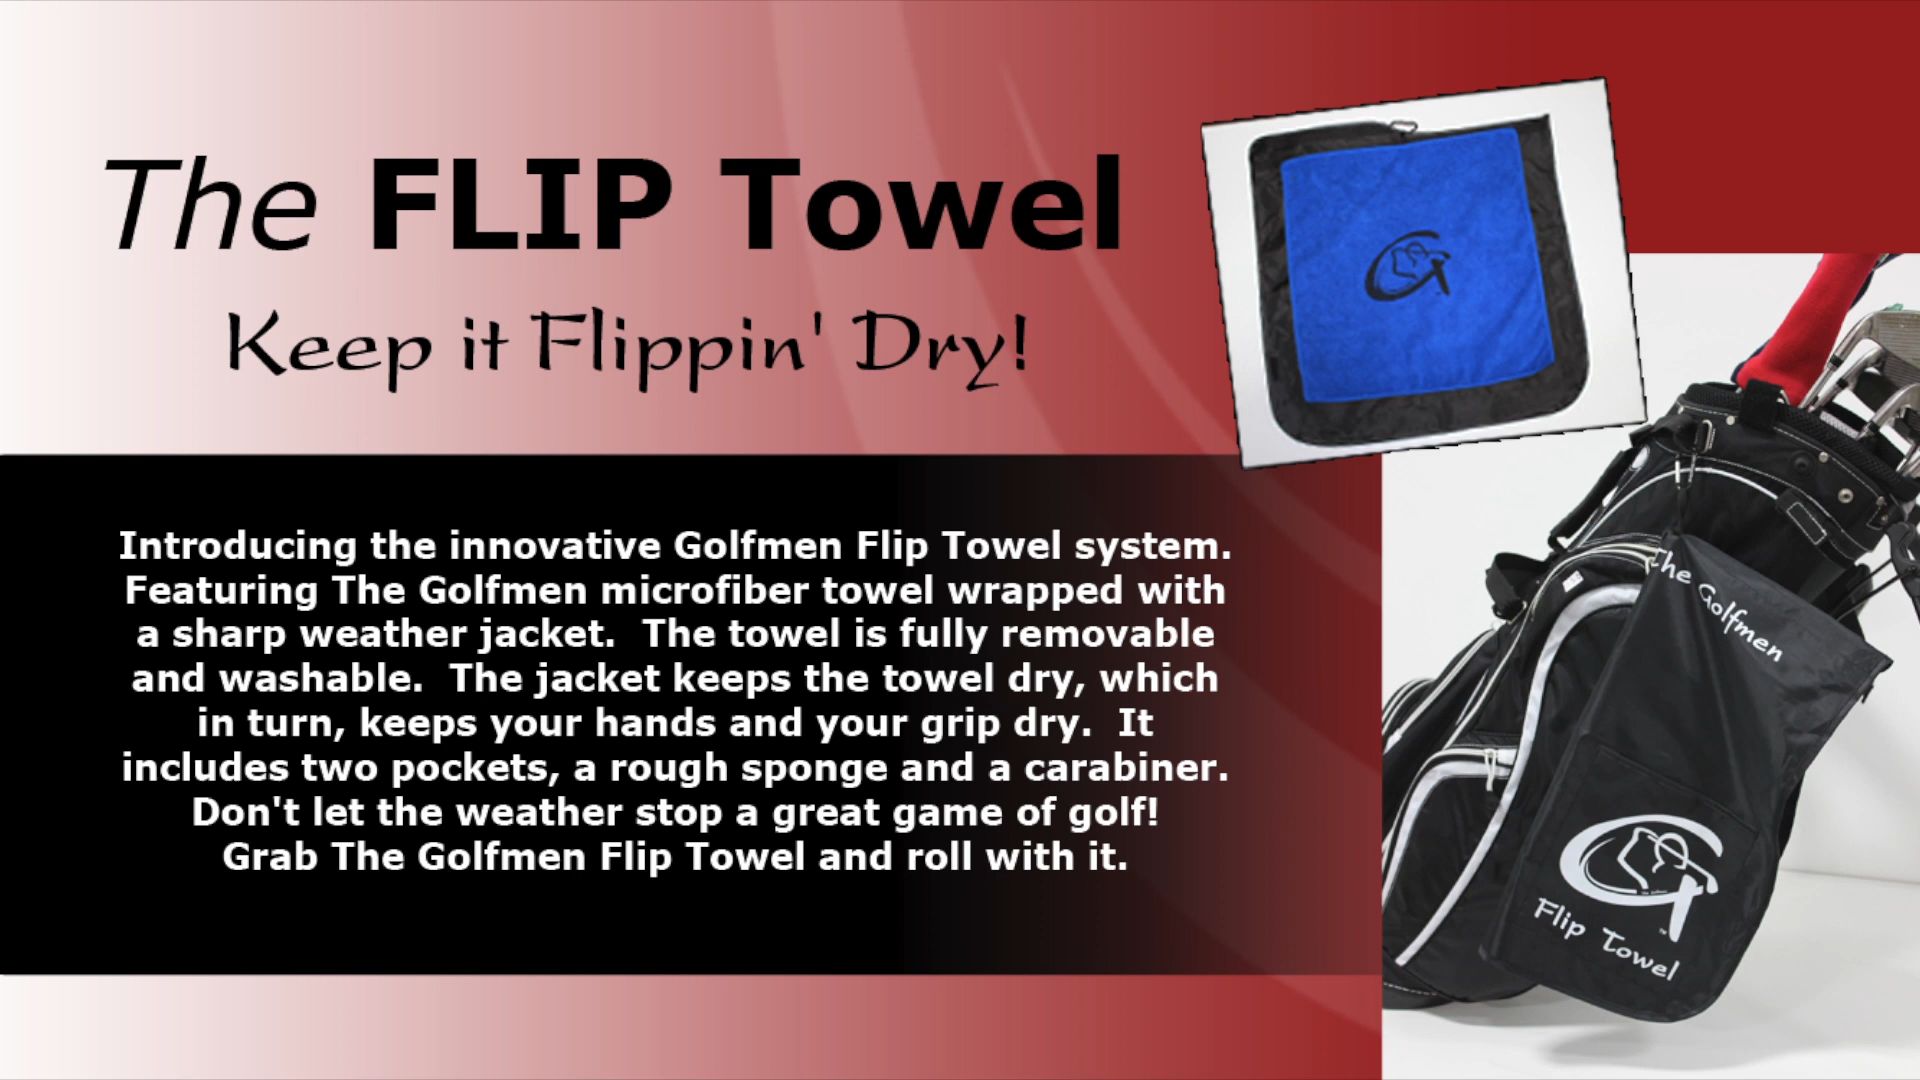 The FLIP Towel
Keep it Flippin' Dry!
Introducing the innovative Golfmen Flip Towel system.
Featuring The Golfmen microfiber towel wrapped with
a sharp weather jacket.  The towel is fully removable
and washable.  The jacket keeps the towel dry, which
in turn, keeps your hands and your grip dry.  It
includes two pockets, a rough sponge and a carabiner.
Don't let the weather stop a great game of golf!
Grab The Golfmen Flip Towel and roll with it.
The Golfmen
G
Flip Towel